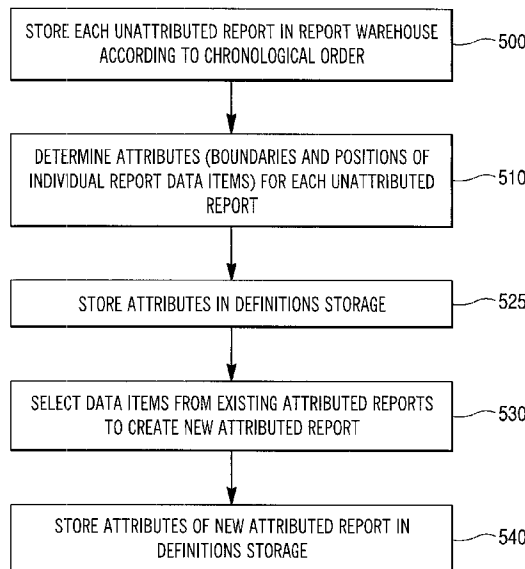 STORE EACH UNATTRIBUTED REPORT IN REPORT WAREHOUSE
ACCORDING TO CHRONOLOGICAL ORDER
500
DETERMINE ATTRIBUTES (BOUNDARIES AND POSITIONS OF
INDIVIDUAL REPORT DATA ITEMS) FOR EACH UNATTRIBUTED
REPORT
510
STORE ATTRIBUTES IN DEFINITIONS STORAGE
525
SELECT DATA ITEMS FROM EXISTING ATTRIBUTED REPORTS
TO CREATE NEW ATTRIBUTED REPORT
530
STORE ATTRIBUTES OF NEW ATTRIBUTED REPORT IN
DEFINITIONS STORAGE
540